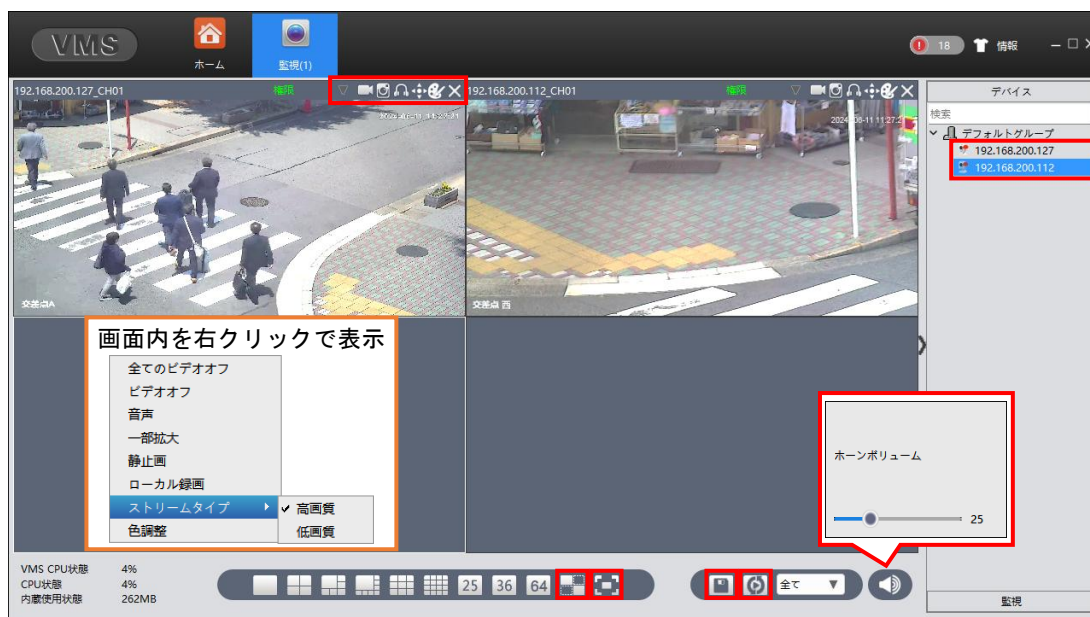 VMS
ホーム
監視(1)
18
情報
192.168.200.127_CH01
権限
192.168.200.112_CH01
権限
デバイス
検索
デフォルトグループ
192.168.200.127
192.168.200.112
交差点A
交差点 西
画面内を右クリックで表示
全てのビデオオフ
ビデオオフ
音声
一部拡大
静止画
ローカル録画
ストリームタイプ
高画質
低画質
色調整
ホーンボリューム
25
VMS CPU状態 4%
CPU状態 4%
内蔵使用状態 262MB
25 36 64
全て
監視